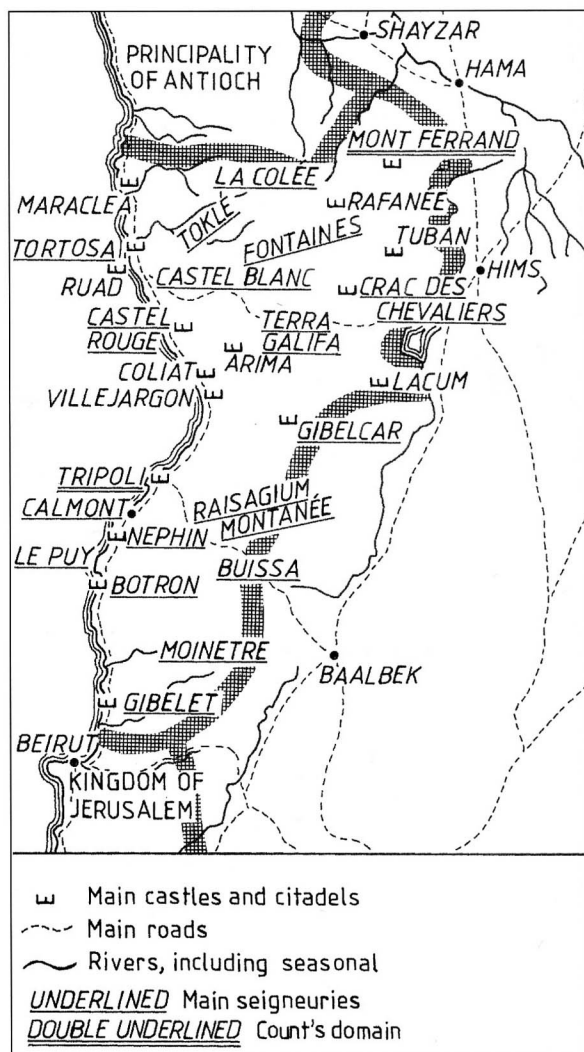 SHAYZAR
PRINCIPALITY
OF ANTIOCH
HAMA
MONT FERRAND
LA COLÉE
MARACLEA
RAFANÉE
TOKLÉ
FONTAINES
TUBAN
TORTOSA
HIMS
RUAD
CASTEL BLANC
CRAC DES
CHEVALIERS
CASTEL
ROUGE
TERRA
GALIFA
ARIMA
COLIAT
LACUM
VILLEJARGON
GIBELCAR
TRIPOLI
RAISAGIUM
MONTANÉE
CALMONT
NEPHIN
LE PUY
BUISSA
BOTRON
MOINETRE
BAALBEK
GIBELET
BEIRUT
KINGDOM OF
JERUSALEM
Main castles and citadels
Main roads
Rivers, including seasonal
UNDERLINED Main seigneuries
DOUBLE UNDERLINED Count's domain